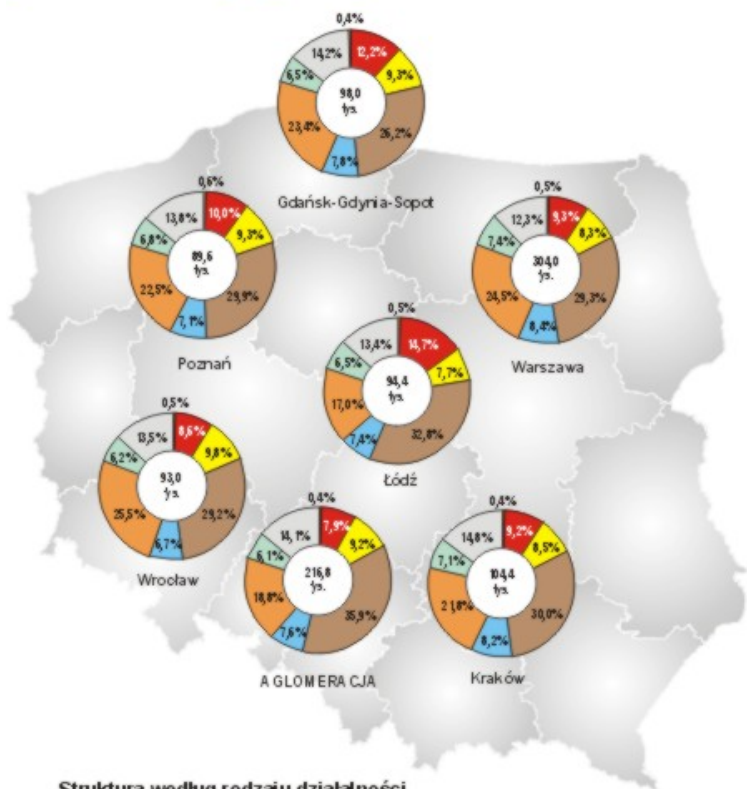 0,4%
14,2% 12,2%
6,5% 9,3%
98,0
tys.
23,4% 26,2%
7,8%
Gdańsk-Gdynia-Sopot
0,6%
13,8% 10,0%
6,8% 9,3%
89,6
tys.
22,5% 29,9%
7,1%
Poznań
0,5%
12,3% 9,3%
7,4% 8,3%
304,0
tys.
24,5% 29,3%
8,4%
Warszawa
0,5%
13,4% 14,7%
6,5% 7,7%
94,4
tys.
17,0% 32,8%
7,4%
Łódź
0,5%
13,5% 8,6%
6,2% 9,8%
93,0
tys.
25,5% 29,2%
6,7%
Wrocław
0,4%
14,1% 7,9%
6,1% 9,2%
216,8
tys.
18,8% 35,9%
7,6%
AGLOMERACJA
0,4%
14,8% 9,2%
7,1% 8,5%
104,4
tys.
21,8% 30,0%
8,2%
Kraków
Struktura według rodzaju działalności